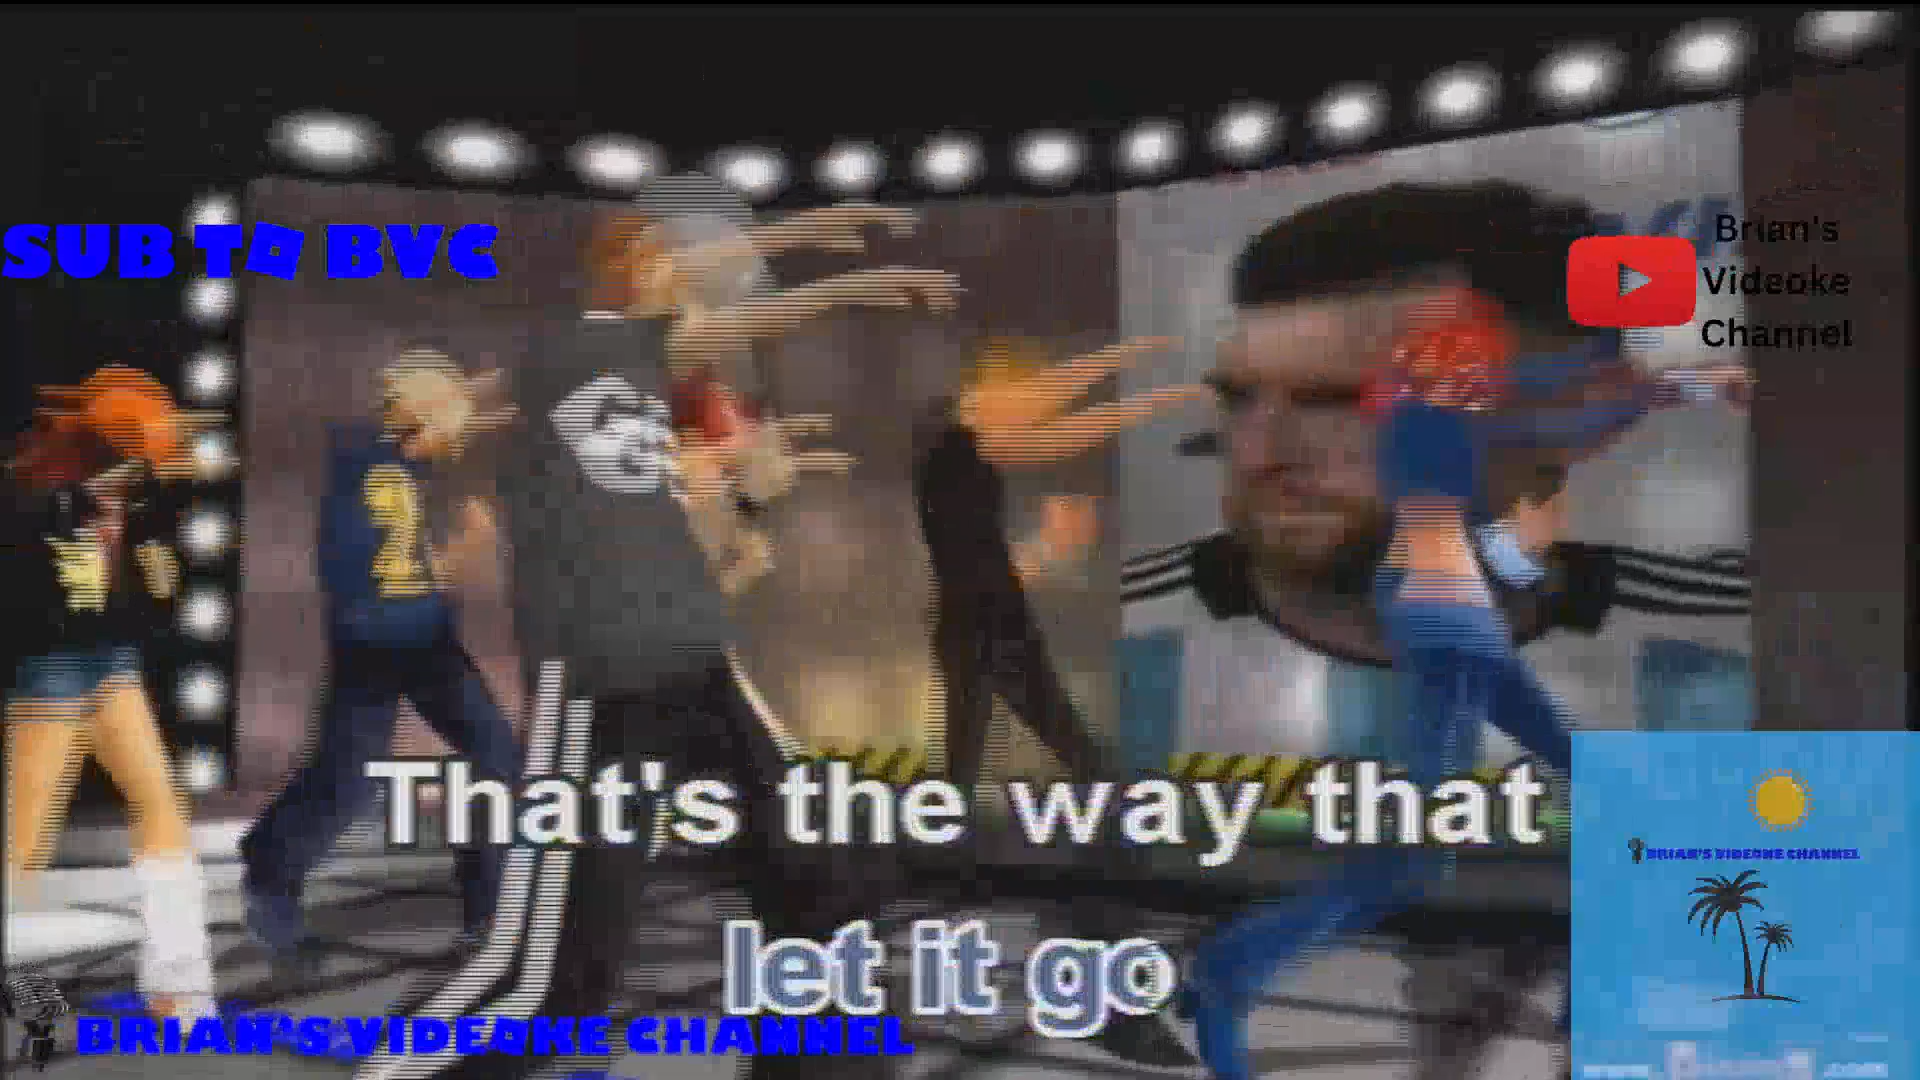 SUB TO BVC
Brian's
Videoke
Channel
That's the way that
let it go
BRIAN'S VIDEOKE CHANNEL
BRIAN'S VIDEOKE CHANNEL